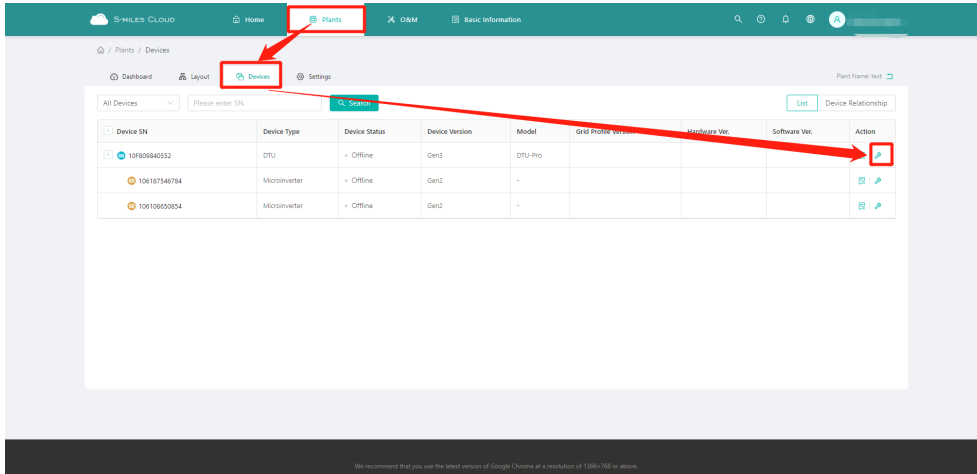 S-MILES CLOUD Home Plants O&M Basic Information
/ Plants / Devices
Dashboard Layout Devices Settings Plant Name: text
All Devices Please enter SN. Search List Device Relationship
Device SN Device Type Device Status Device Version Model Grid Profile Version Hardware Ver. Software Ver. Action
10F809840552 DTU Offline Gen3 DTU-Pro
106187546784 Microinverter Offline Gen2 -
106108650854 Microinverter Offline Gen2 -
We recommend that you use the latest version of Google Chrome at a resolution of 1366×768 or above.